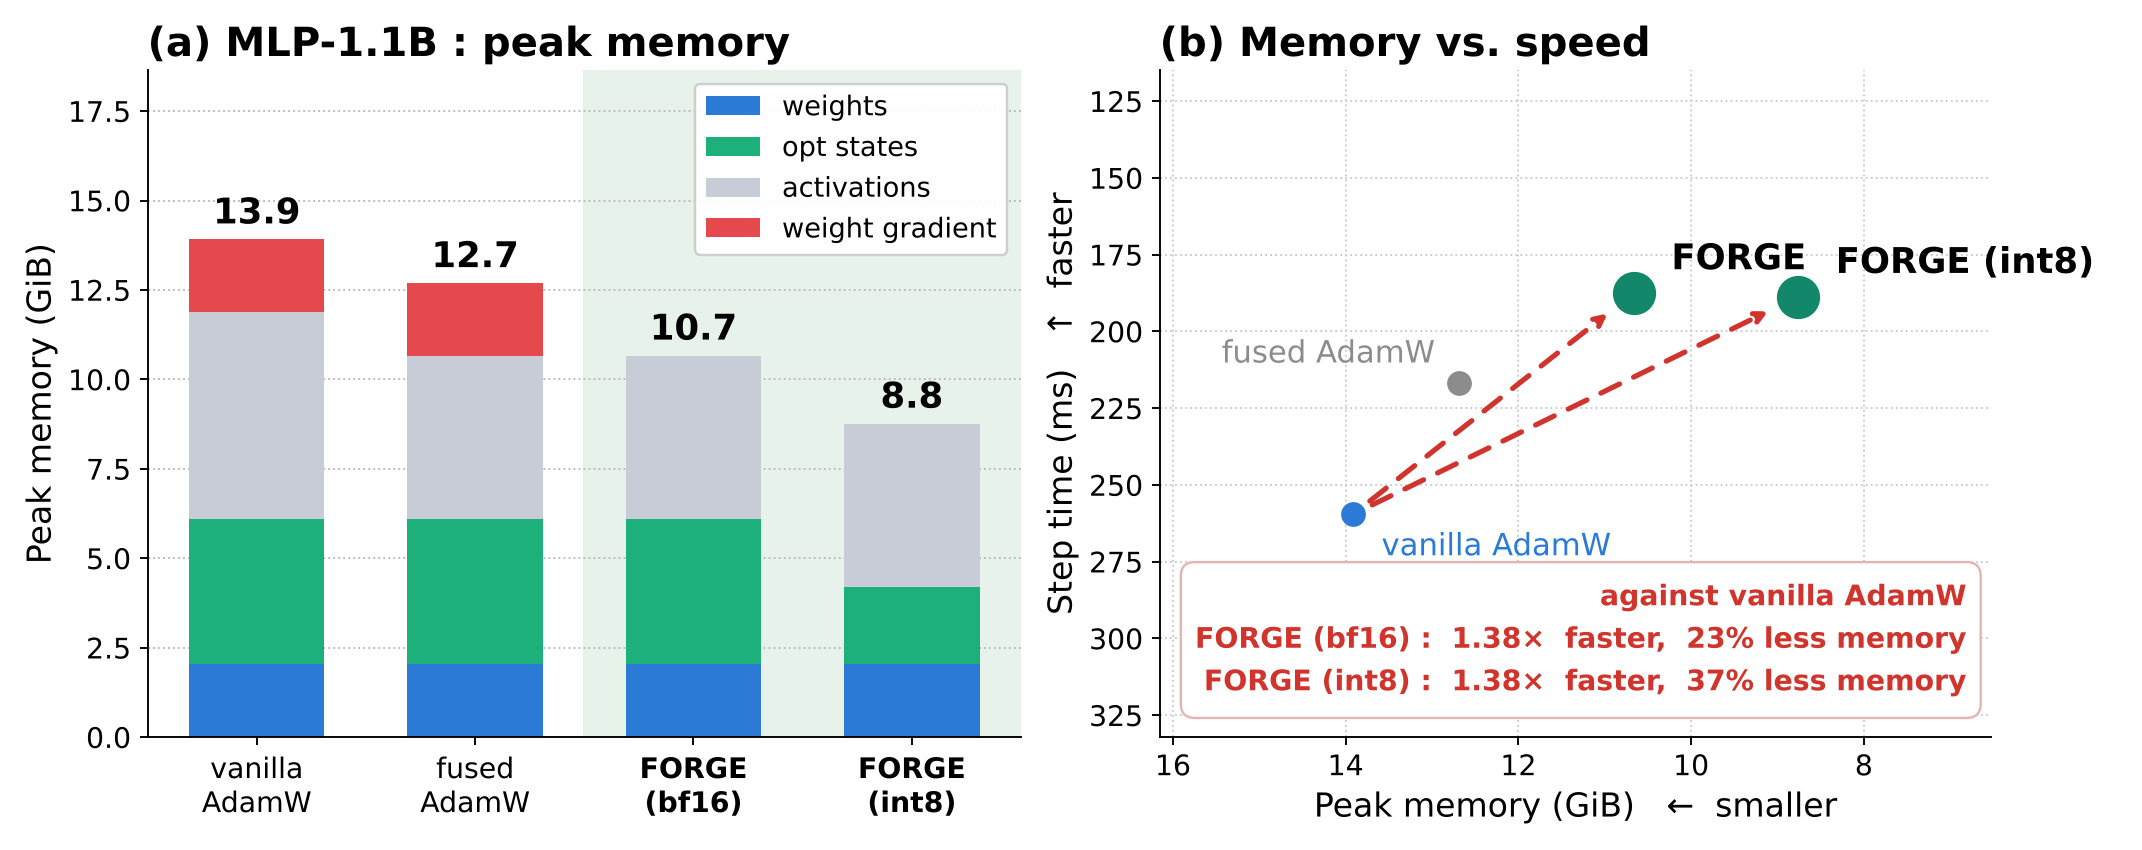 (a) MLP-1.1B : peak memory
Peak memory (GiB)
17.5
15.0
12.5
10.0
7.5
5.0
2.5
0.0
13.9
12.7
10.7
8.8
weights
opt states
activations
weight gradient
vanilla
AdamW
fused
AdamW
FORGE
(bf16)
FORGE
(int8)
(b) Memory vs. speed
Step time (ms) ↑ faster
125
150
175
200
225
250
275
300
325
FORGE
FORGE (int8)
fused AdamW
vanilla AdamW
against vanilla AdamW
FORGE (bf16) : 1.38× faster, 23% less memory
FORGE (int8) : 1.38× faster, 37% less memory
16
14
12
10
8
Peak memory (GiB) ← smaller